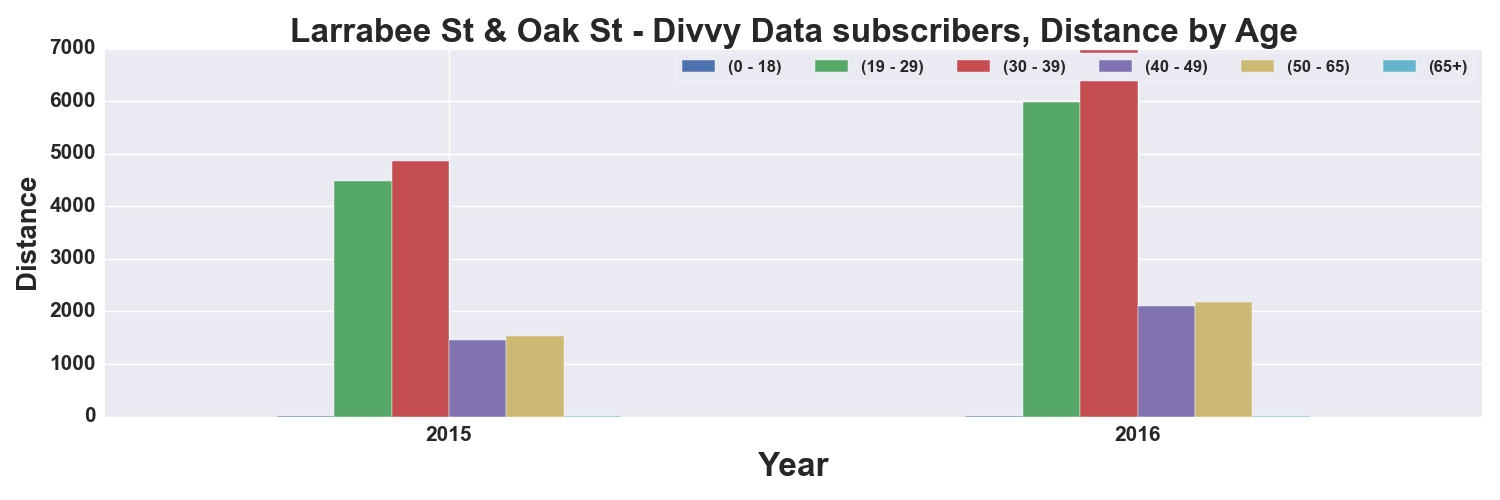 Larrabee St & Oak St - Divvy Data subscribers, Distance by Age
(0 - 18) (19 - 29) (30 - 39) (40 - 49) (50 - 65) (65+)
7000
6000
5000
4000
3000
2000
1000
0
Distance
2015 2016
Year